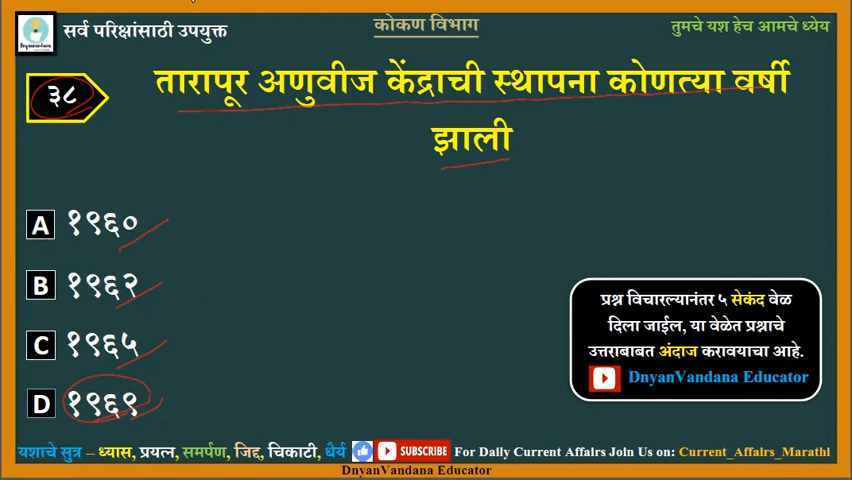 सर्व परिक्षांसाठी उपयुक्त
कोकण विभाग
तुमचे यश हेच आमचे ध्येय
३८
तारापूर अणुवीज केंद्राची स्थापना कोणत्या वर्षी
झाली
A १९६०
B १९६२
C १९६५
D १९६९
प्रश्न विचारल्यानंतर ५ सेकंद वेळ
दिला जाईल, या वेळेत प्रश्नाचे
उत्तराबाबत अंदाज करावयाचा आहे.
DnyanVandana Educator
यशाचे सुत्र – ध्यास, प्रयत्न, समर्पण, जिद्द, चिकाटी, धैर्य SUBSCRIBE For Daily Current Affairs Join Us on: Current_Affairs_Marathi
DnyanVandana Educator